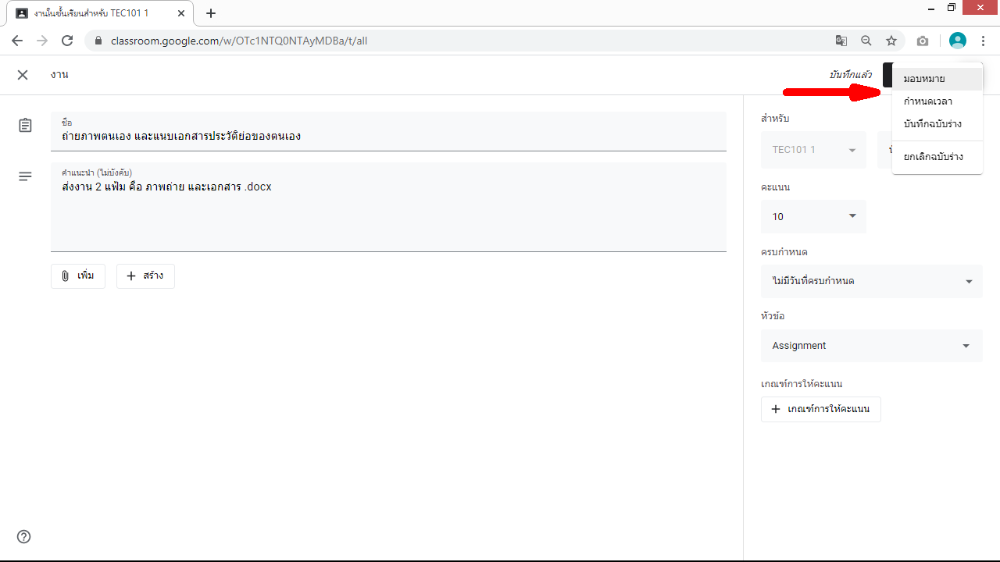 งานในชั้นเรียนสำหรับ TEC101 1
classroom.google.com/w/OTc1NTQ0NTAyMDBa/t/all
งาน
บันทึกแล้ว
มอบหมาย
กำหนดเวลา
บันทึกฉบับร่าง
ยกเลิกฉบับร่าง
ชื่อ
ถ่ายภาพตนเอง และแนบเอกสารประวัติย่อของตนเอง
คำแนะนำ (ไม่บังคับ)
ส่งงาน 2 แฟ้ม คือ ภาพถ่าย และเอกสาร .docx
เพิ่ม
สร้าง
สำหรับ
TEC101 1
คะแนน
10
ครบกำหนด
ไม่มีวันที่ครบกำหนด
หัวข้อ
Assignment
เกณฑ์การให้คะแนน
เกณฑ์การให้คะแนน